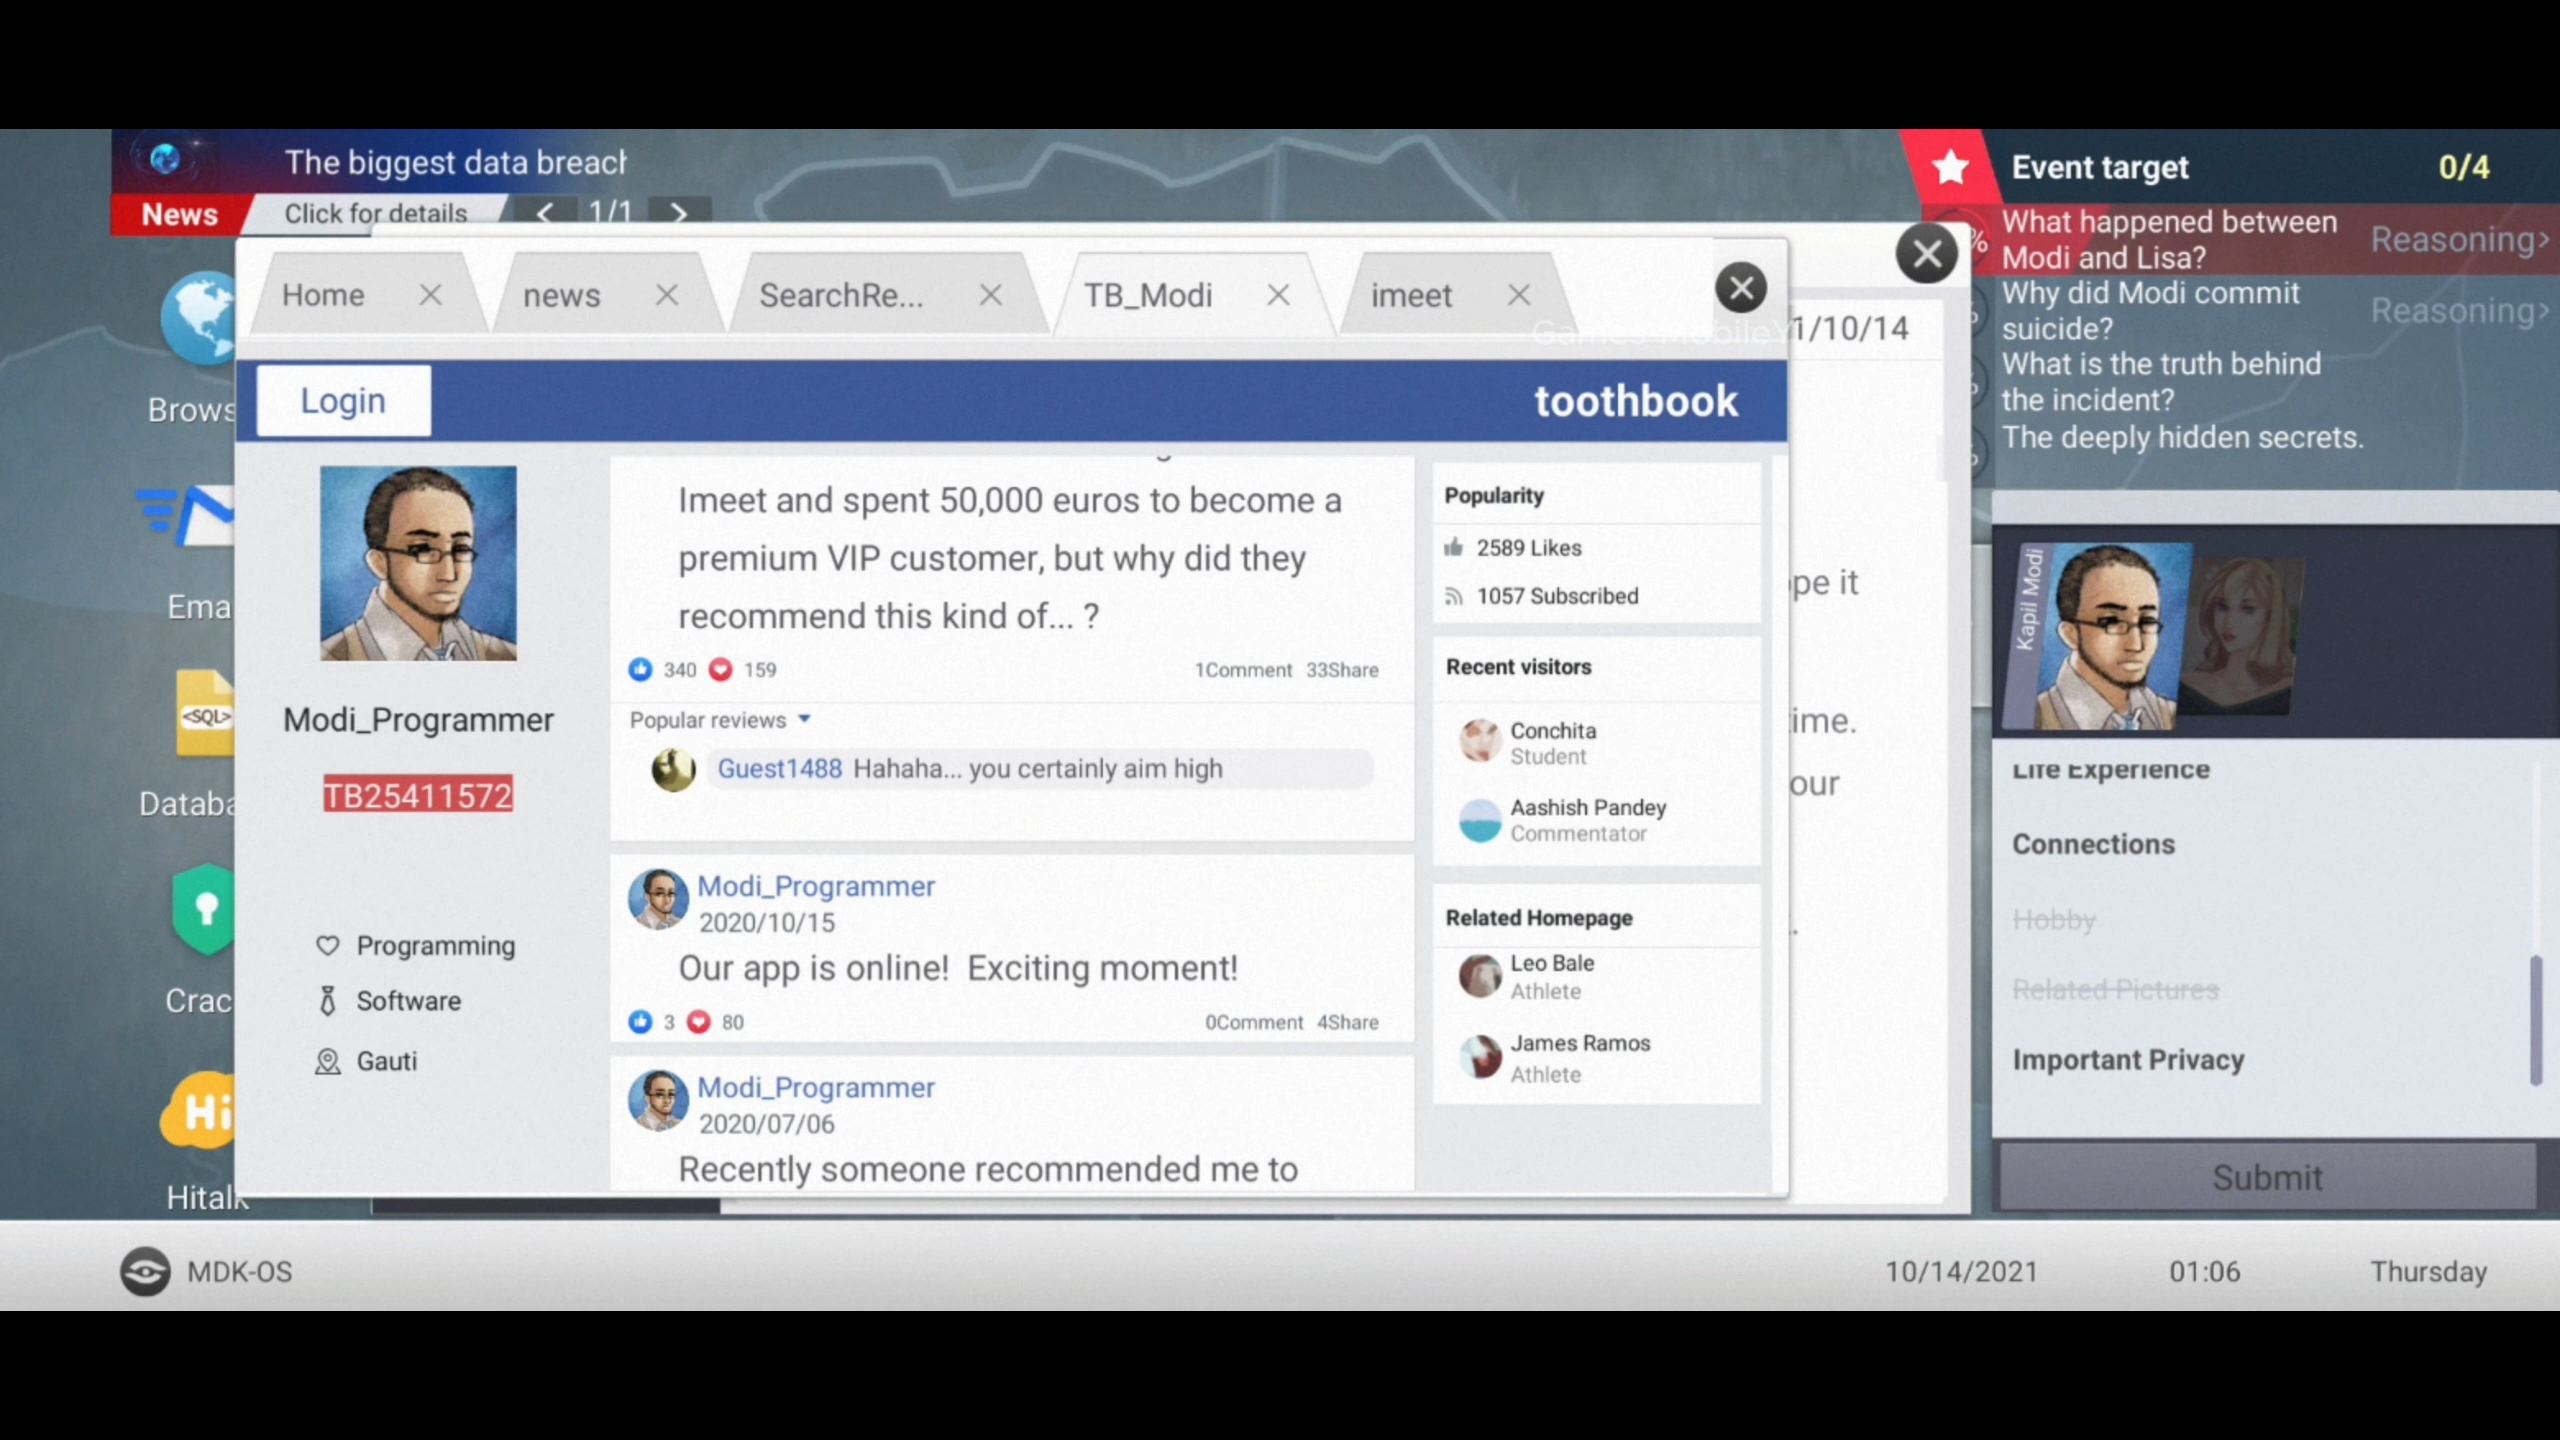 The biggest data breach
News
Click for details
< 1/1 >
Event target
0/4
What happened between
Modi and Lisa?
Reasoning>
Why did Modi commit
suicide?
Reasoning>
What is the truth behind
the incident?
The deeply hidden secrets.
Home
news
SearchRe...
TB_Modi
imeet
Games MobileY
1/10/14
Login
toothbook
Brows
Ema
<SQL>
Databa
Crac
Hi
Hitalk
Modi_Programmer
TB25411572
Programming
Software
Gauti
Imeet and spent 50,000 euros to become a
premium VIP customer, but why did they
recommend this kind of... ?
340
159
1Comment 33Share
Popular reviews
Guest1488 Hahaha... you certainly aim high
Modi_Programmer
2020/10/15
Our app is online! Exciting moment!
3
80
0Comment 4Share
Modi_Programmer
2020/07/06
Recently someone recommended me to
Popularity
2589 Likes
1057 Subscribed
Recent visitors
Conchita
Student
Aashish Pandey
Commentator
Related Homepage
Leo Bale
Athlete
James Ramos
Athlete
pe it
ime.
our
Kapil Modi
Life Experience
Connections
Hobby
Related Pictures
Important Privacy
Submit
MDK-OS
10/14/2021
01:06
Thursday